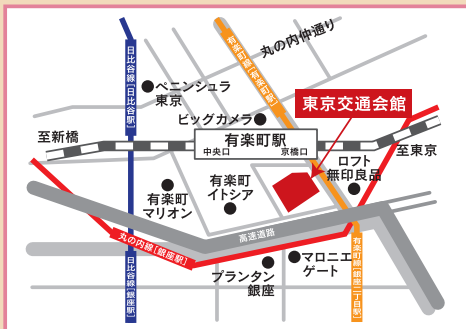 丸の内仲通り
有楽町線[有楽町駅]
日比谷線[日比谷駅]
ペニンシュラ
東京
ビッグカメラ
東京交通会館
至新橋
有楽町駅
中央口
京橋口
至東京
ロフト
無印良品
有楽町
マリオン
有楽町
イトシア
高速道路
丸の内線[銀座駅]
日比谷線[銀座駅]
プランタン
銀座
マロニエ
ゲート
有楽町線[銀座一丁目駅]